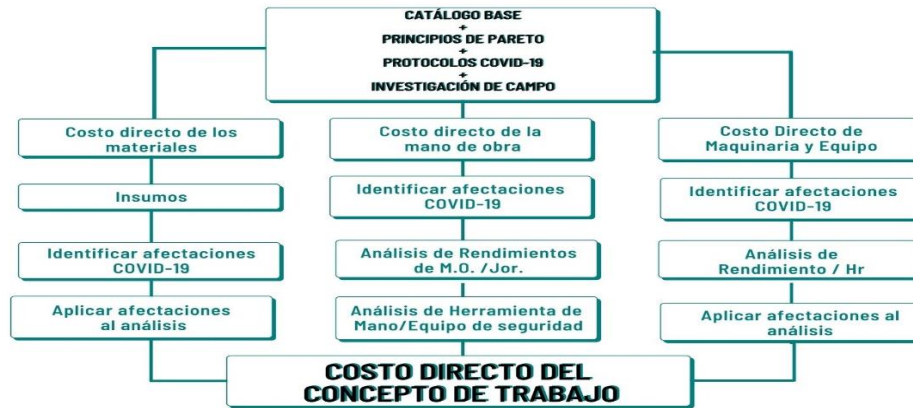 CATÁLOGO BASE
+
PRINCIPIOS DE PARETO
+
PROTOCOLOS COVID-19
+
INVESTIGACIÓN DE CAMPO
Costo directo de los
materiales
Insumos
Identificar afectaciones
COVID-19
Aplicar afectaciones
al análisis
Costo directo de la
mano de obra
Identificar afectaciones
COVID-19
Análisis de Rendimientos
de M.O. /Jor.
Análisis de Herramienta de
Mano/Equipo de seguridad
Costo Directo de
Maquinaria y Equipo
Identificar afectaciones
COVID-19
Análisis de
Rendimiento / Hr
Aplicar afectaciones al
análisis
COSTO DIRECTO DEL
CONCEPTO DE TRABAJO